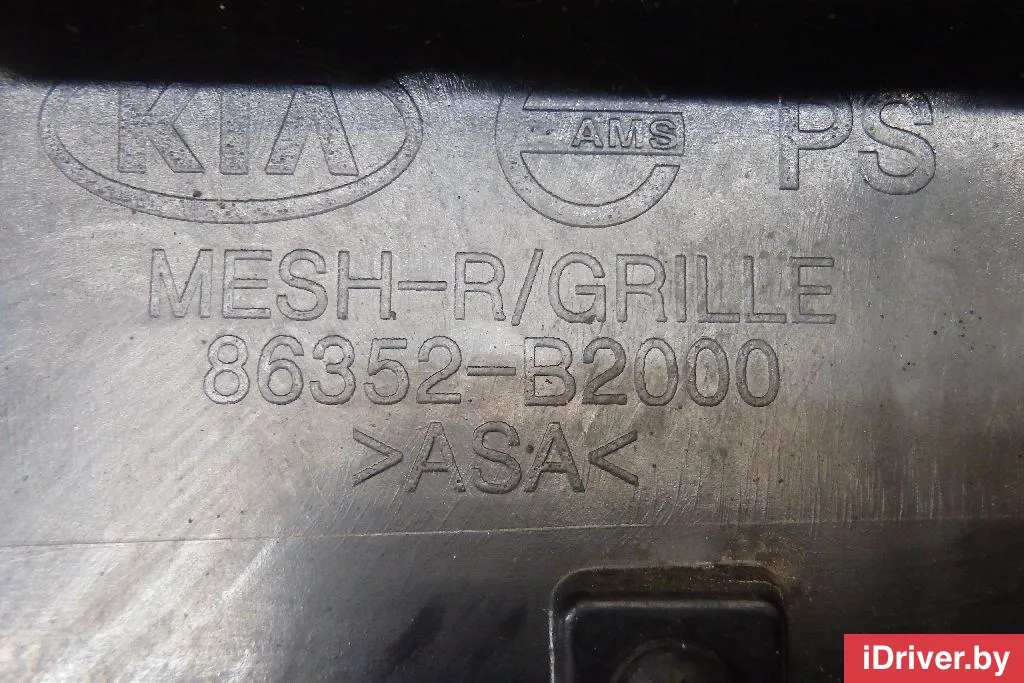 KIA AMS PS
MESH-R/GRILLE
86352-B2000
>ASA<
iDriver.by